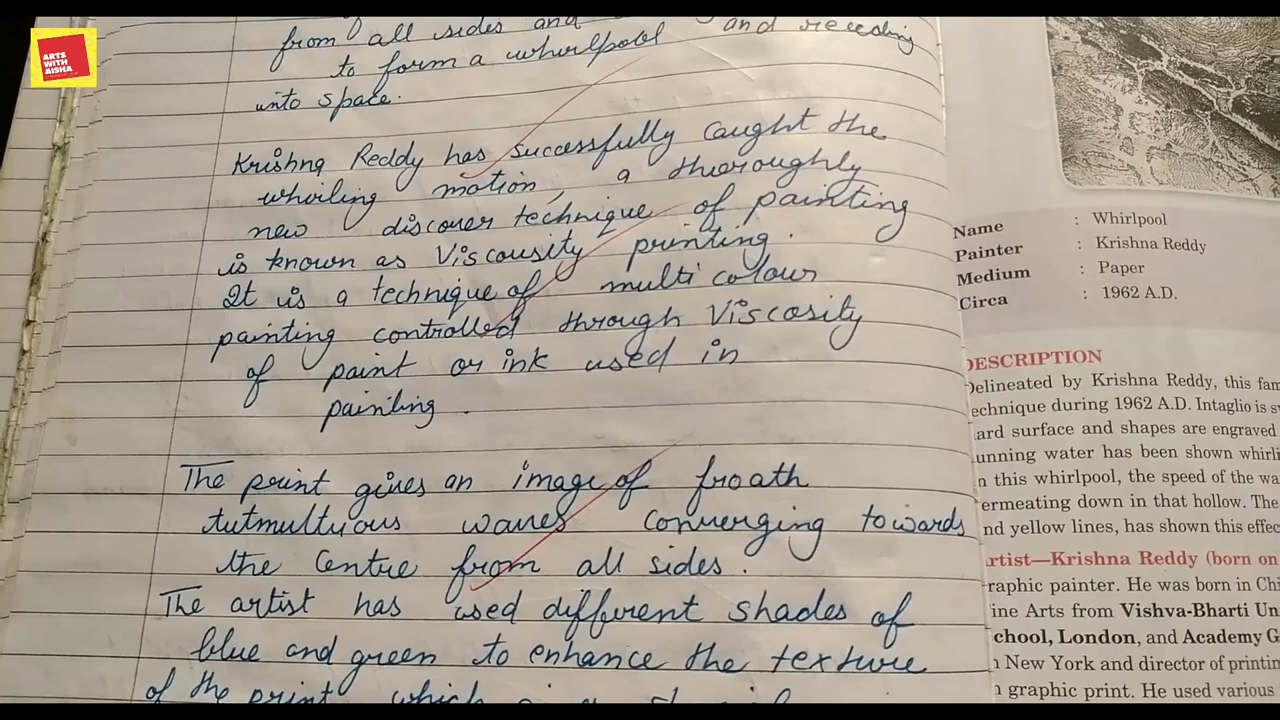 ARTS
WITH
AISHA
from all sides and and receding
to form a whirlpool
into space.
Krishna Reddy has successfully caught the
whirling motion, a thoroughly
new discover technique of painting
is known as Viscousity printing.
It is a technique of multi colour
painting controlled through Viscosity
of paint or ink used in
painting.
The print gives an image of froath
tutmultuous waves converging towards
the Centre from all sides.
The artist has used different shades of
blue and green to enhance the texture
of the print which
Name : Whirlpool
Painter : Krishna Reddy
Medium : Paper
Circa : 1962 A.D.
DESCRIPTION
Delineated by Krishna Reddy, this fam
echnique during 1962 A.D. Intaglio is s
ard surface and shapes are engraved
unning water has been shown whirli
n this whirlpool, the speed of the wa
ermeating down in that hollow. The
nd yellow lines, has shown this effec
rtist—Krishna Reddy (born on
raphic painter. He was born in Chi
ine Arts from Vishva-Bharti Un
chool, London, and Academy G
n New York and director of printin
n graphic print. He used various